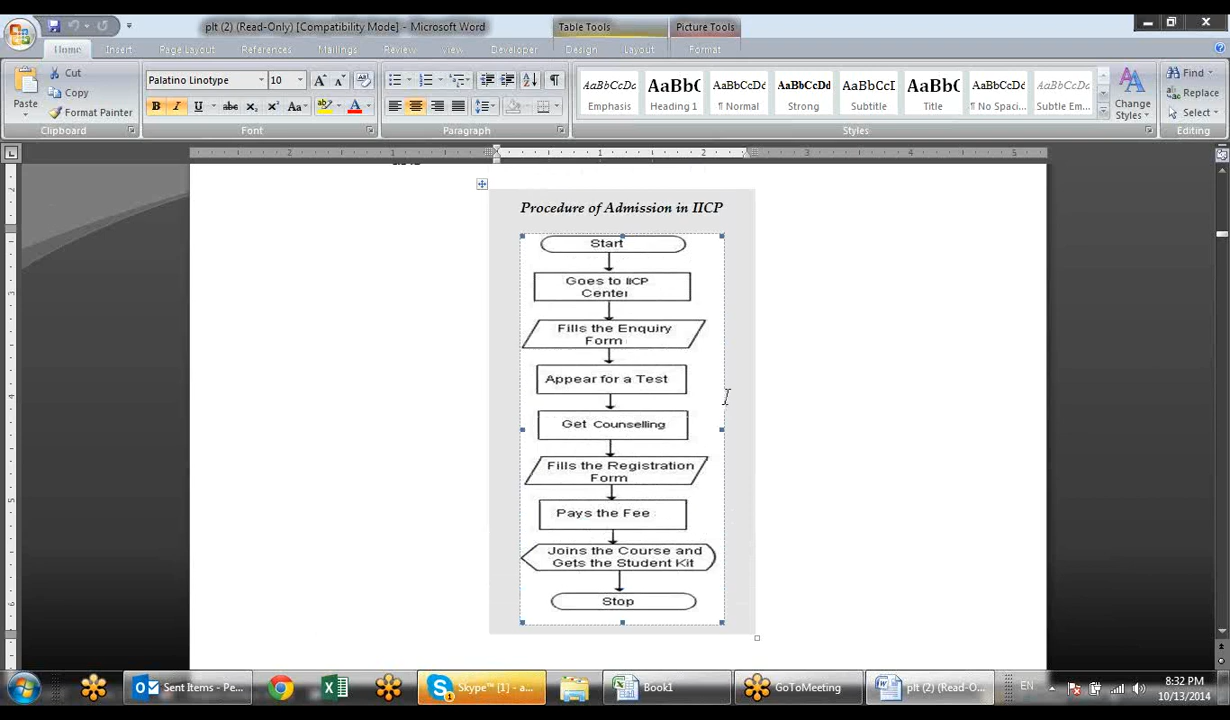 plt (2) (Read-Only) [Compatibility Mode] - Microsoft Word
Table Tools
Picture Tools
Home
Insert
Page Layout
References
Mailings
Review
view
Developer
Design
Layout
Format
Paste
Cut
Copy
Format Painter
Clipboard
Palatino Linotype
10
Font
Paragraph
AaBbCcDc
Emphasis
AaBbC
Heading 1
AaBbCcDd
¶ Normal
AaBbCcDd
Strong
AaBbCcI
Subtitle
AaBbC
Title
AaBbCcDd
¶ No Spaci...
AaBbCcDd
Subtle Em...
Change
Styles
Styles
Find
Replace
Select
Editing
Procedure of Admission in IICP
Start
Goes to IICP
Center
Fills the Enquiry
Form
Appear for a Test
Get Counselling
Fills the Registration
Form
Pays the Fee
Joins the Course and
Gets the Student Kit
Stop
Sent Items - Pe...
Skype™ [1] - a...
Book1
GoToMeeting
plt (2) (Read-O...
EN
8:32 PM
10/13/2014